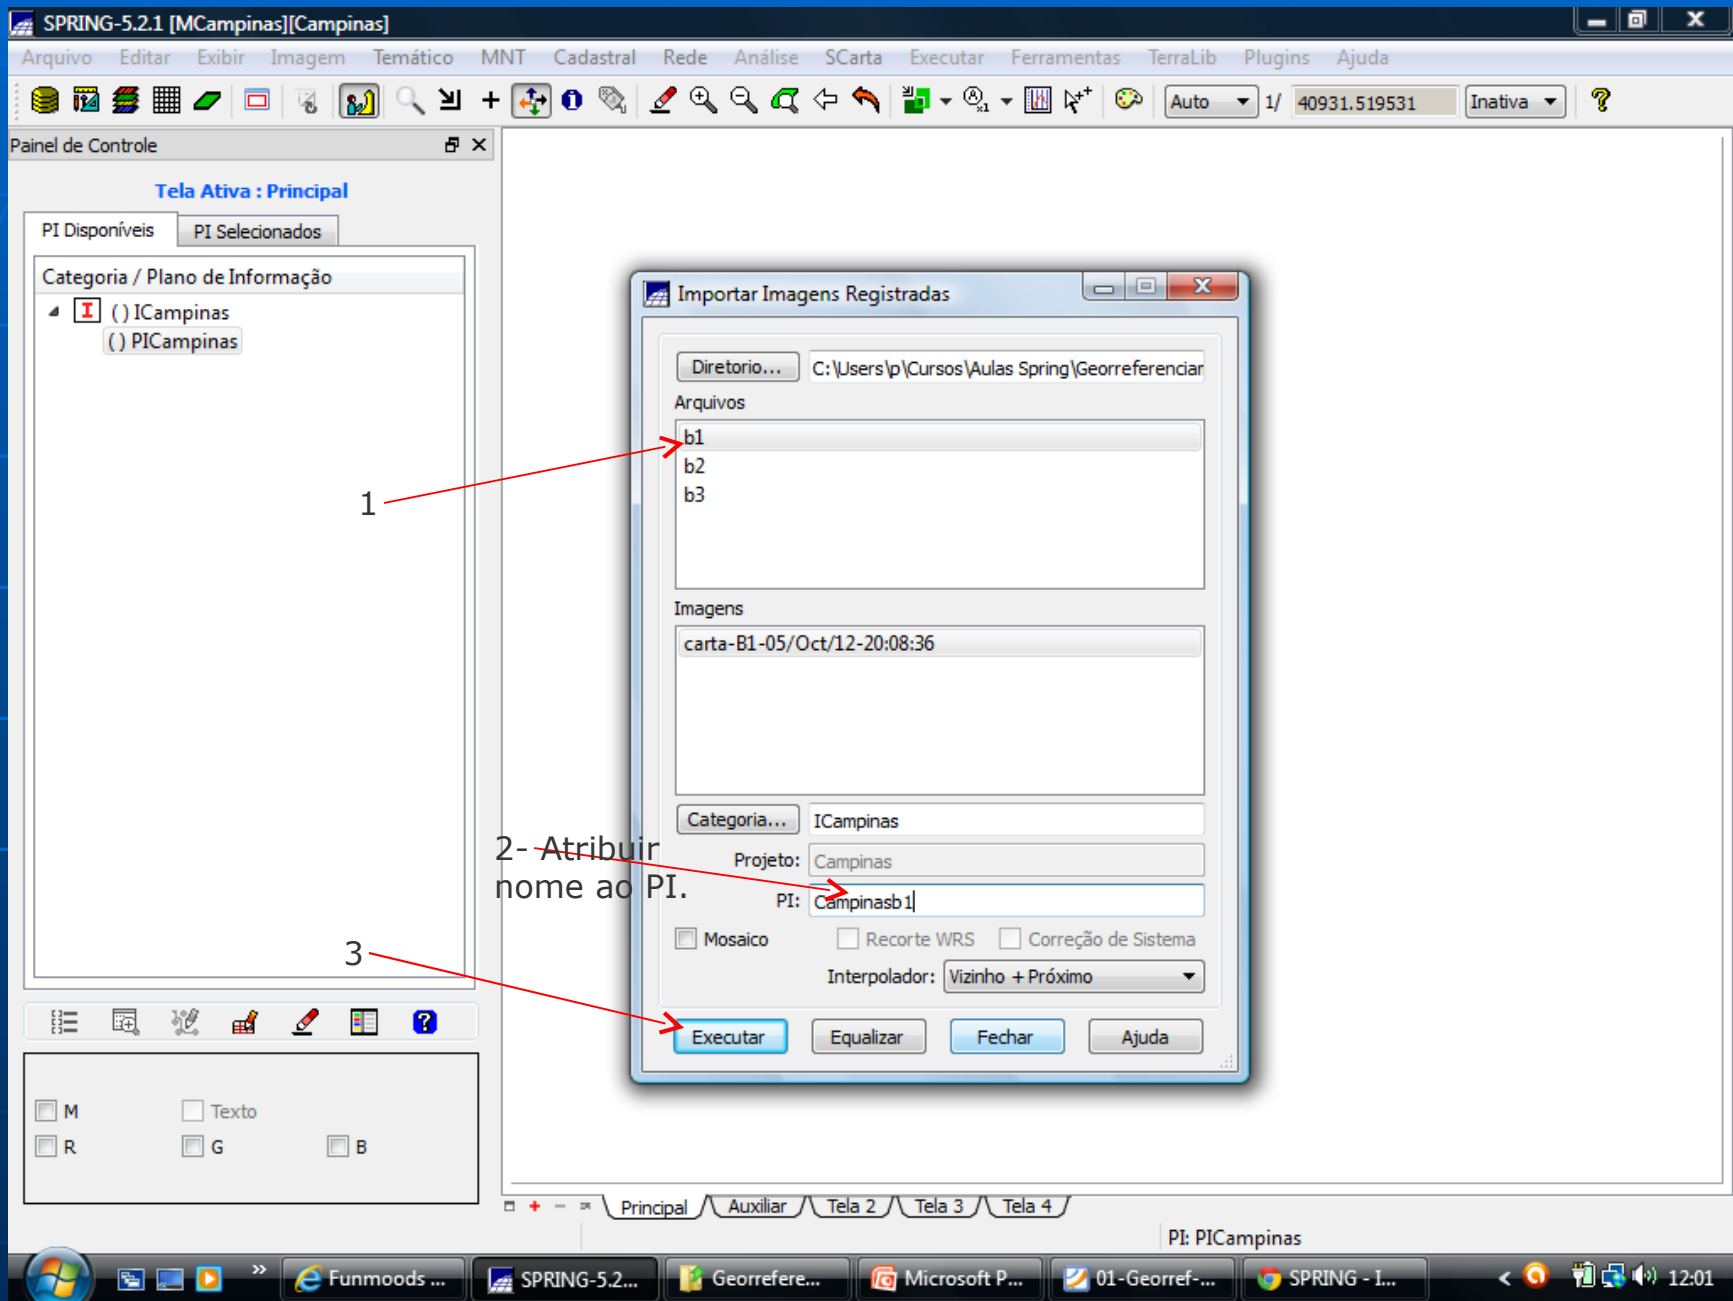 SPRING-5.2.1 [MCampinas][Campinas]
Arquivo Editar Exibir Imagem Temático MNT Cadastral Rede Análise SCarta Executar Ferramentas TerraLib Plugins Ajuda
Auto 1/ 40931.519531 Inativa
Painel de Controle
Tela Ativa : Principal
PI Disponíveis PI Selecionados
Categoria / Plano de Informação
( ) ICampinas
( ) PICampinas
1
2- Atribuir
nome ao PI.
3
Importar Imagens Registradas
Diretorio... C:\Users\p\Cursos\Aulas Spring\Georreferenciar
Arquivos
b1
b2
b3
Imagens
carta-B1-05/Oct/12-20:08:36
Categoria... ICampinas
Projeto: Campinas
PI: Campinasb1
Mosaico Recorte WRS Correção de Sistema
Interpolador: Vizinho + Próximo
Executar Equalizar Fechar Ajuda
M Texto
R G B
Principal Auxiliar Tela 2 Tela 3 Tela 4
PI: PICampinas
Funmoods ... SPRING-5.2... Georrefere... Microsoft P... 01-Georref-... SPRING - I... 12:01